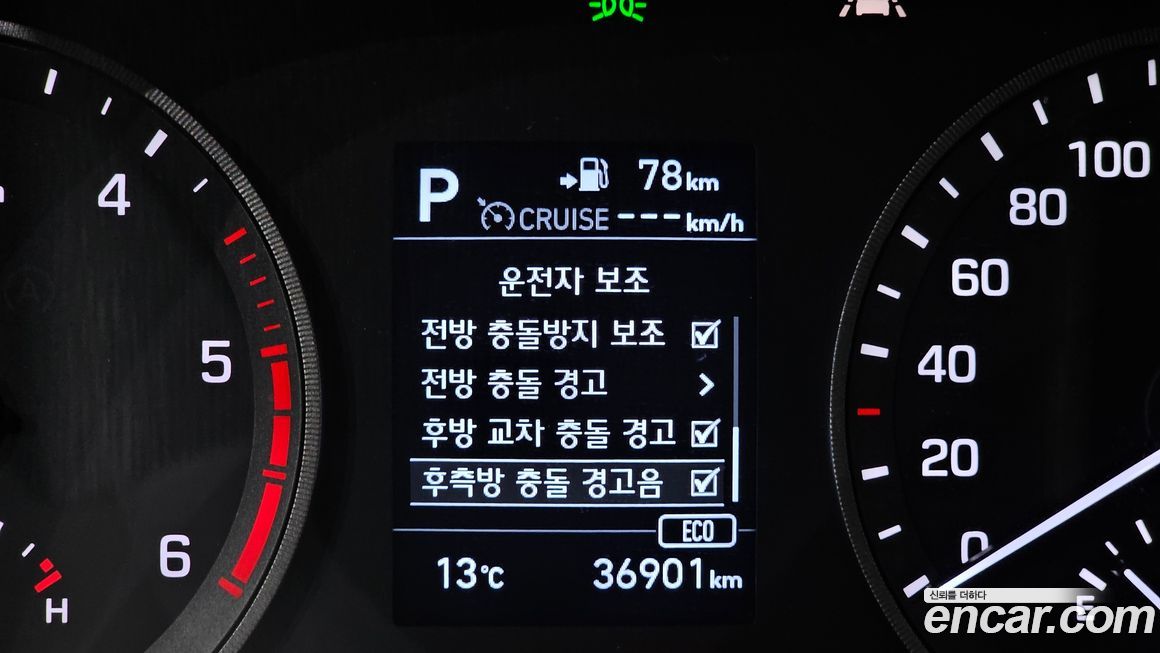 P 78km
CRUISE ---km/h
운전자 보조
전방 충돌방지 보조
전방 충돌 경고
후방 교차 충돌 경고
후측방 충돌 경고음
ECO
13℃ 36901km
4
5
6
H
100
80
60
40
20
0
E
신뢰를 더하다
encar.com